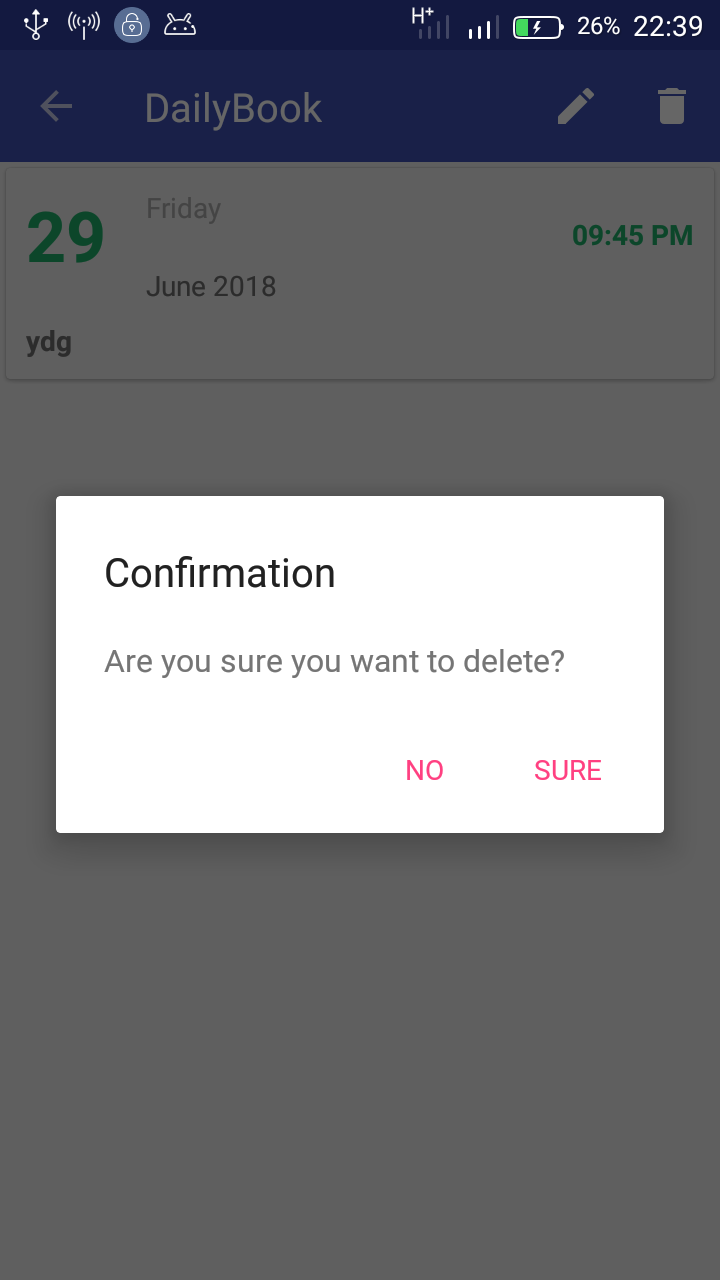 H+ 26% 22:39
DailyBook
29 Friday 09:45 PM
June 2018
ydg
Confirmation
Are you sure you want to delete?
NO SURE